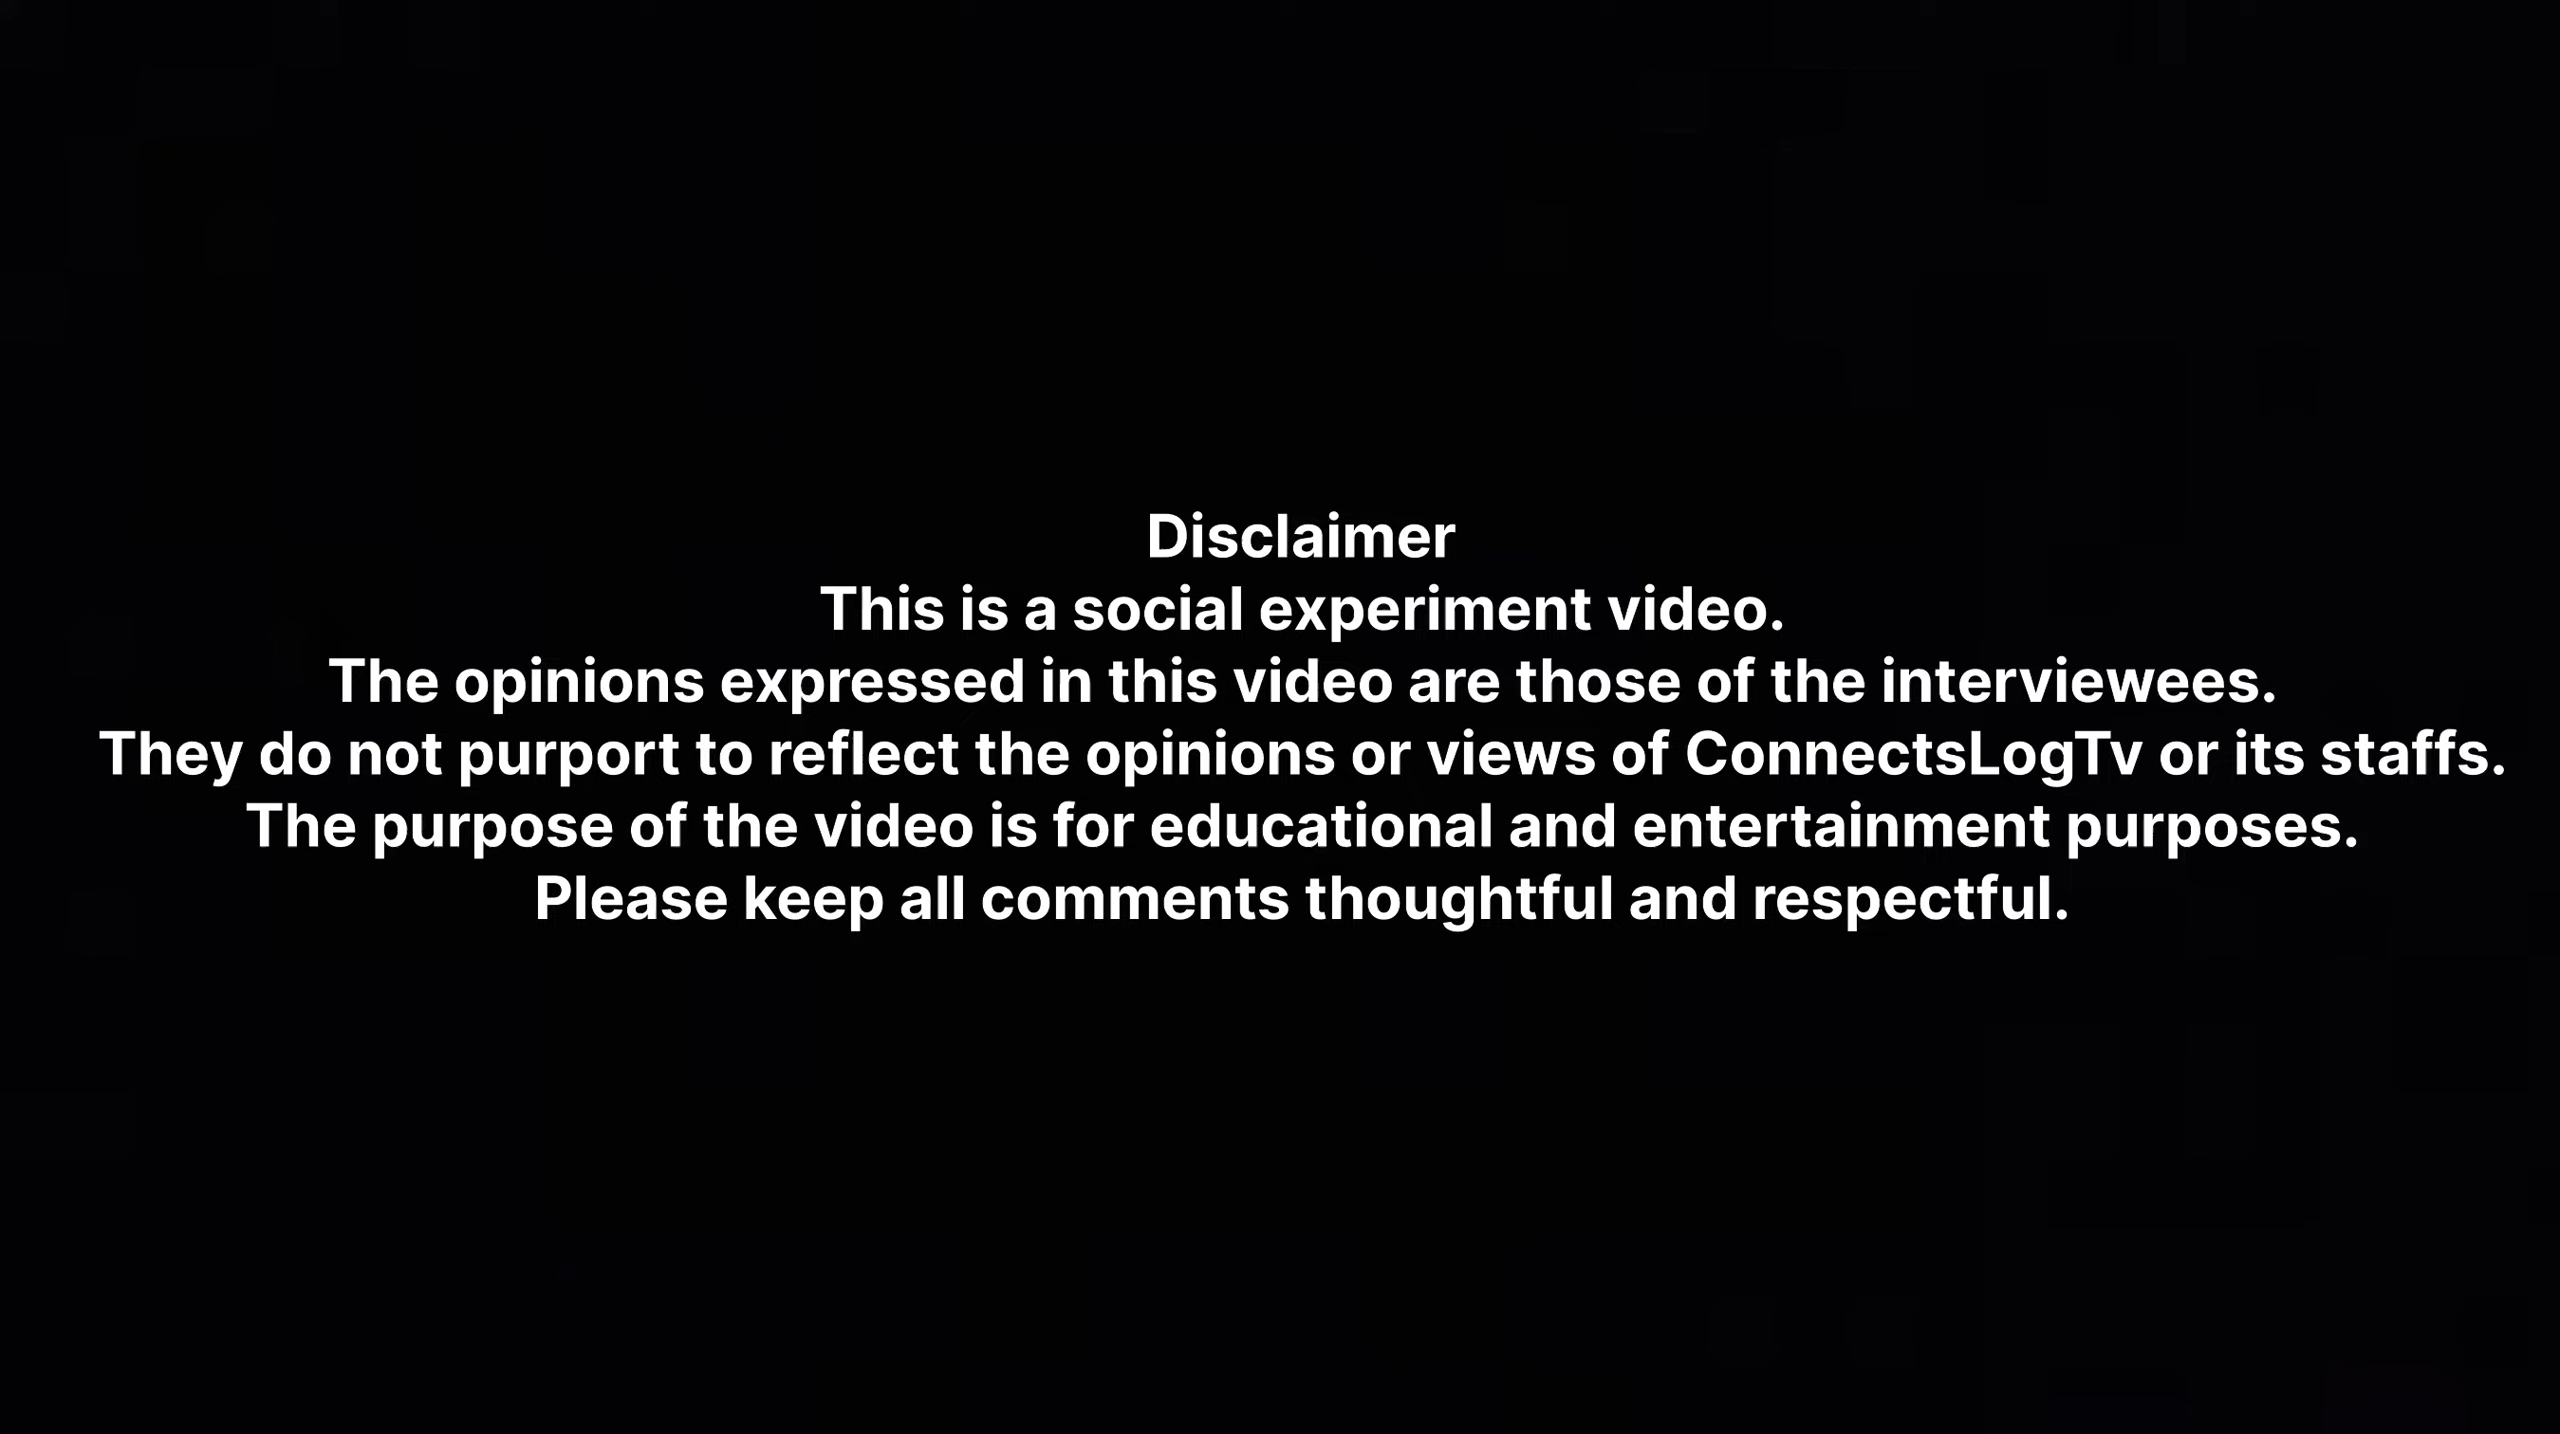 Disclaimer
This is a social experiment video.
The opinions expressed in this video are those of the interviewees.
They do not purport to reflect the opinions or views of ConnectsLogTv or its staffs.
The purpose of the video is for educational and entertainment purposes.
Please keep all comments thoughtful and respectful.